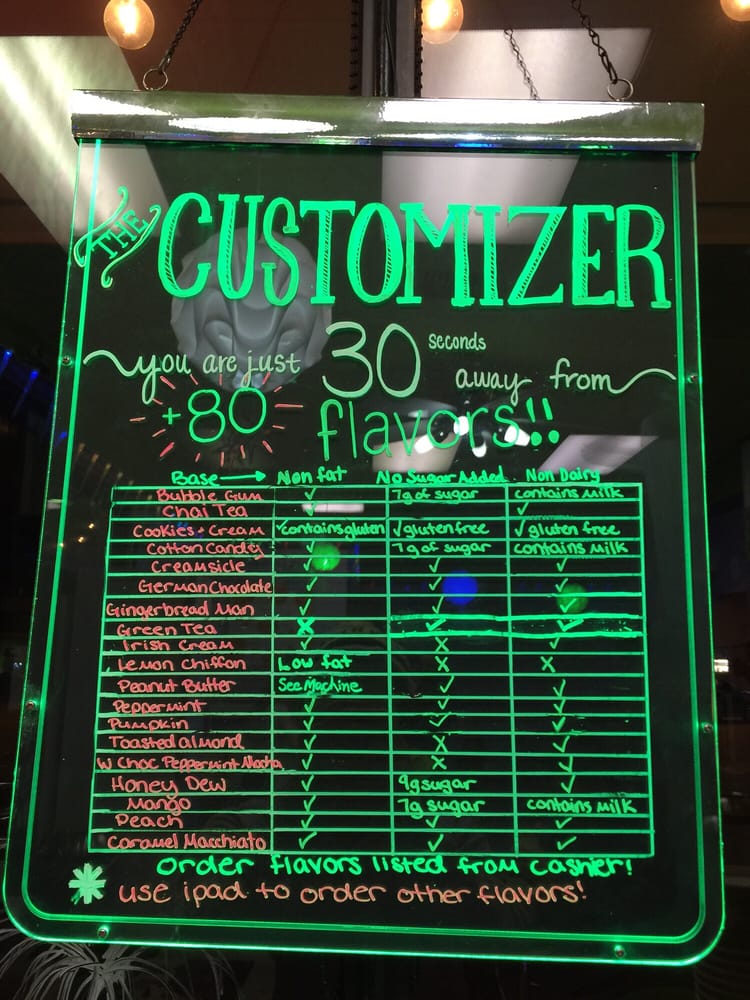 THE CUSTOMIZER
you are just 30 seconds away from
+80 flavors!!
Base → Non fat No Sugar Added Non Dairy
Bubble Gum ✓ 7g of sugar contains milk
Chai Tea ✓ ✓
Cookies + Cream ✓contains gluten ✓gluten free ✓ gluten free
Cotton Candy ✓ 7g of sugar contains milk
Creamsicle ✓ ✓ ✓
German Chocolate ✓ ✓ ✓
Gingerbread Man ✓ ✓ ✓
Green Tea X ✓ ✓
Irish Cream ✓ X ✓
Lemon Chiffon Low fat X X
Peanut Butter See Machine ✓ ✓
Peppermint ✓ ✓ ✓
Pumpkin ✓ ✓ ✓
Toasted almond ✓ X ✓
W Choc Peppermint Mocha ✓ X ✓
Honey Dew ✓ 9g sugar ✓
Mango ✓ 7g sugar contains milk
Peach ✓ ✓ ✓
Caramel Macchiato ✓ ✓ ✓
order flavors listed from cashier!
* use ipad to order other flavors!